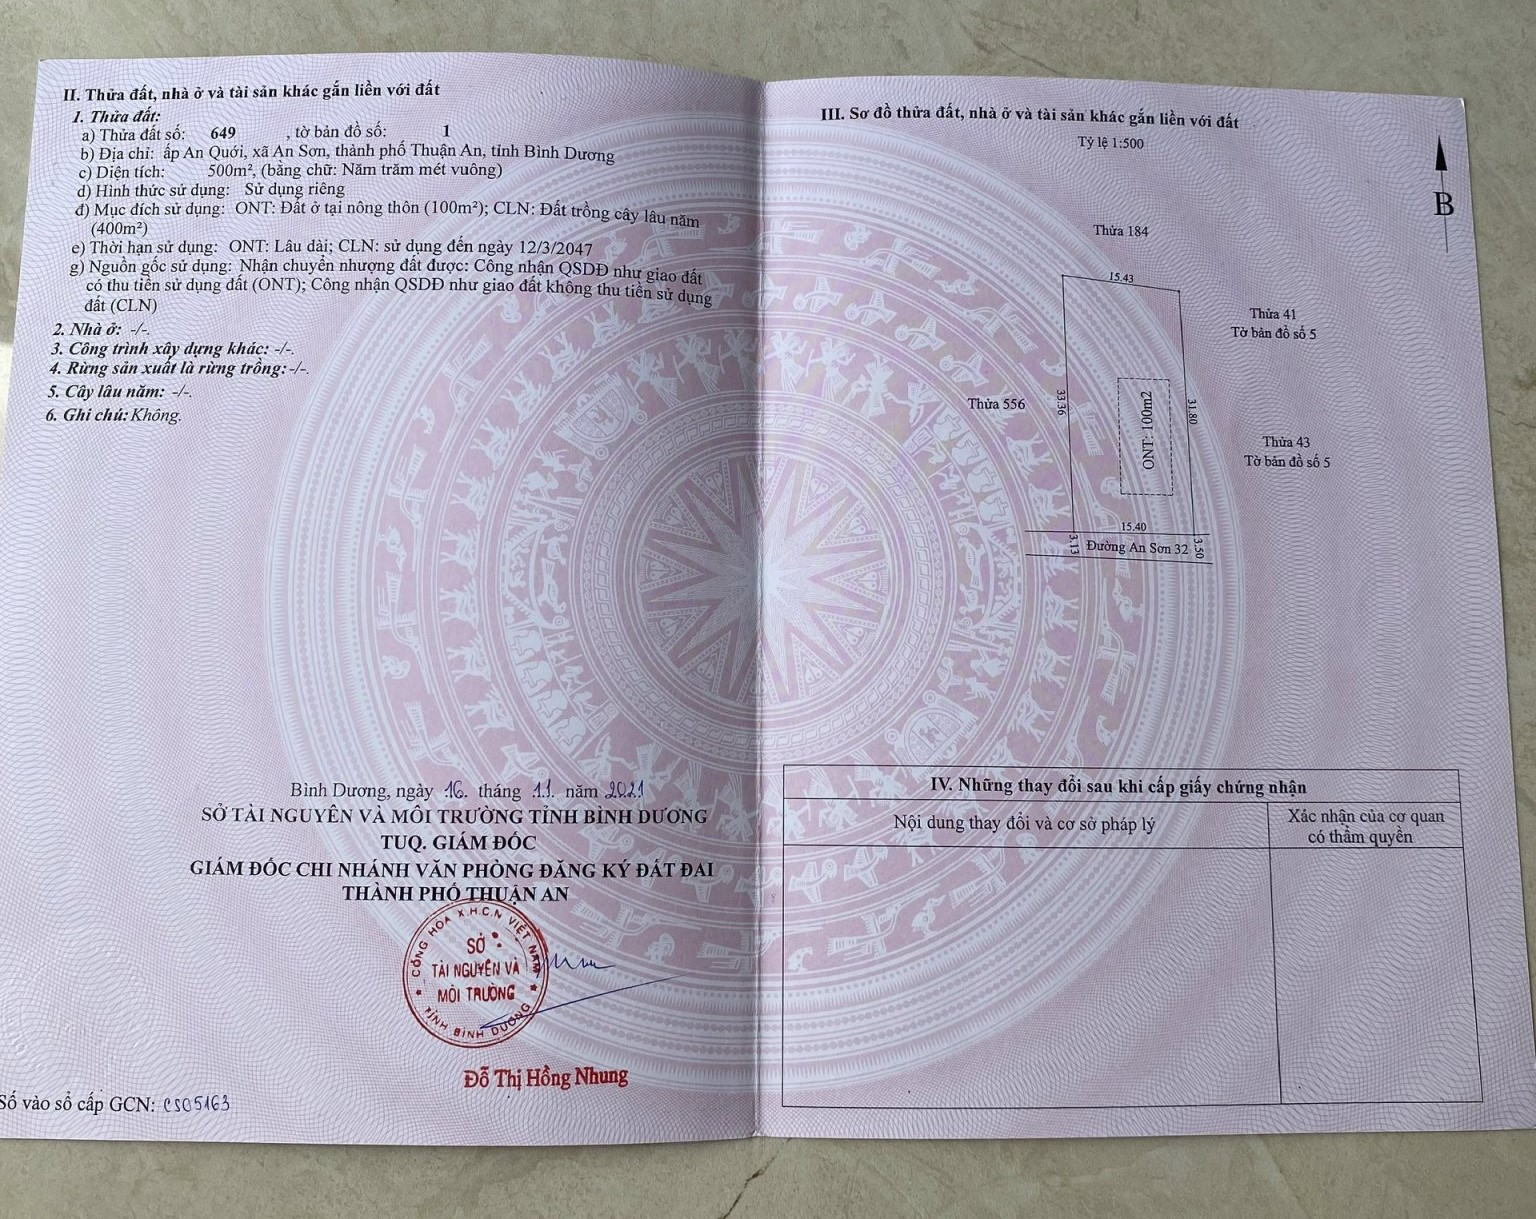 II. Thửa đất, nhà ở và tài sản khác gắn liền với đất
1. Thửa đất:
a) Thửa đất số: 649 , tờ bản đồ số: 1
b) Địa chỉ: ấp An Quới, xã An Sơn, thành phố Thuận An, tỉnh Bình Dương
c) Diện tích: 500m², (bằng chữ: Năm trăm mét vuông)
d) Hình thức sử dụng: Sử dụng riêng
đ) Mục đích sử dụng: ONT: Đất ở tại nông thôn (100m²); CLN: Đất trồng cây lâu năm
(400m²)
e) Thời hạn sử dụng: ONT: Lâu dài; CLN: sử dụng đến ngày 12/3/2047
g) Nguồn gốc sử dụng: Nhận chuyển nhượng đất được: Công nhận QSDĐ như giao đất
có thu tiền sử dụng đất (ONT); Công nhận QSDĐ như giao đất không thu tiền sử dụng
đất (CLN)
2. Nhà ở: -/-.
3. Công trình xây dựng khác: -/-.
4. Rừng sản xuất là rừng trồng: -/-.
5. Cây lâu năm: -/-.
6. Ghi chú: Không.
Bình Dương, ngày 16. tháng 11. năm 2021
SỞ TÀI NGUYÊN VÀ MÔI TRƯỜNG TỈNH BÌNH DƯƠNG
TUQ. GIÁM ĐỐC
GIÁM ĐỐC CHI NHÁNH VĂN PHÒNG ĐĂNG KÝ ĐẤT ĐAI
THÀNH PHỐ THUẬN AN
CỘNG HÒA X.H.C.N VIỆT NAM
SỞ
TÀI NGUYÊN VÀ
MÔI TRƯỜNG
TỈNH BÌNH DƯƠNG
Đỗ Thị Hồng Nhung
Số vào sổ cấp GCN: CS05163
III. Sơ đồ thửa đất, nhà ở và tài sản khác gắn liền với đất
Tỷ lệ 1:500
B
Thửa 184
15.43
Thửa 41
Tờ bản đồ số 5
Thửa 556
33.36
ONT: 100m2
31.80
Thửa 43
Tờ bản đồ số 5
15.40
3.13
Đường An Sơn 32
3.50
IV. Những thay đổi sau khi cấp giấy chứng nhận
Nội dung thay đổi và cơ sở pháp lý
Xác nhận của cơ quan
có thẩm quyền